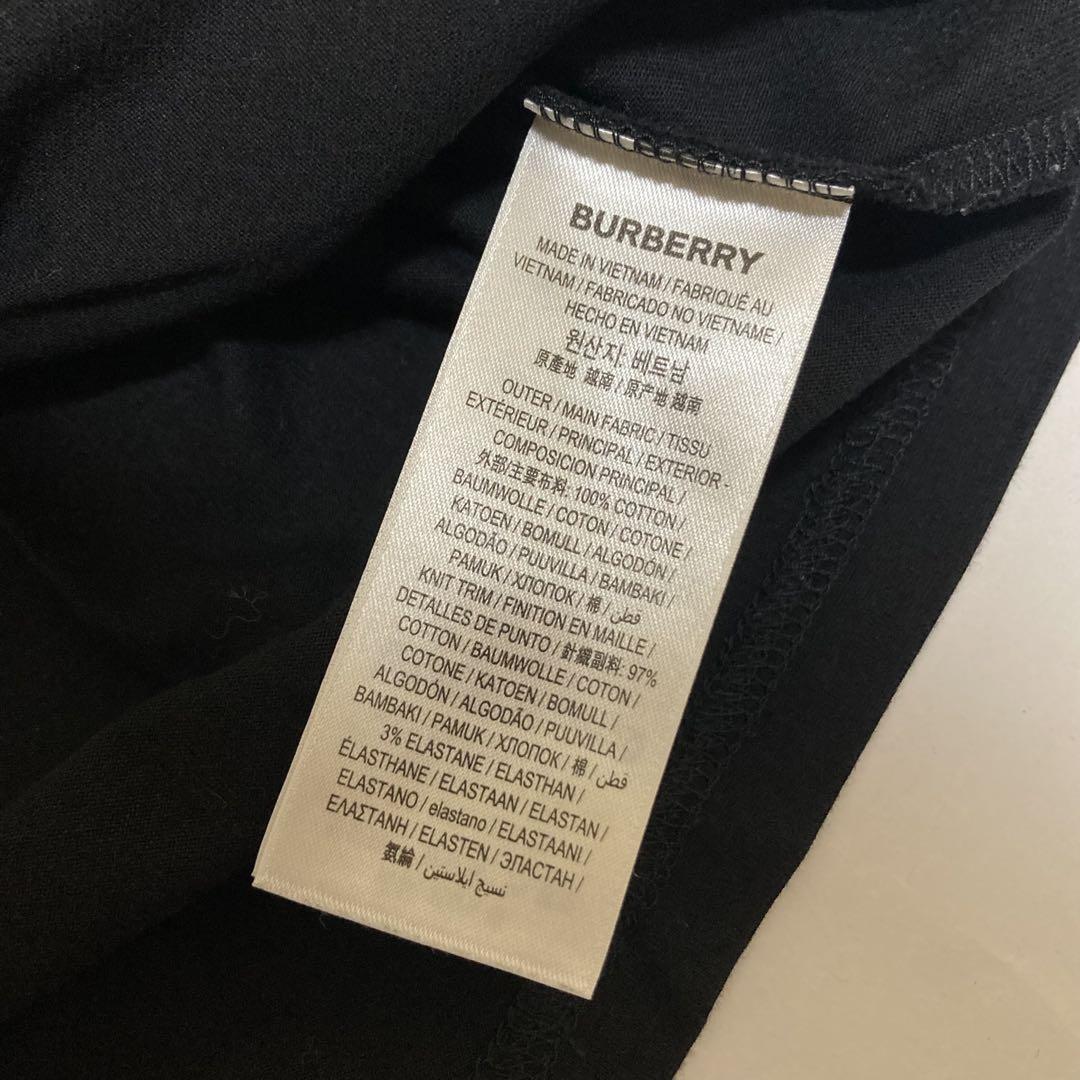 BURBERRY
MADE IN VIETNAM / FABRIQUÉ AU
VIETNAM / FABRICADO NO VIETNAME /
HECHO EN VIETNAM
원산지: 베트남
原產地 越南 / 原产地 越南
OUTER / MAIN FABRIC / TISSU
EXTÉRIEUR / PRINCIPAL / EXTERIOR -
COMPOSICION PRINCIPAL /
外部/主要布料: 100% COTTON /
BAUMWOLLE / COTON / COTONE /
KATOEN / BOMULL / ALGODÓN /
ALGODÃO / PUUVILLA / BAMBAKI /
PAMUK / ХЛОПОК / 棉 / قطن /
KNIT TRIM / FINITION EN MAILLE /
DETALLES DE PUNTO / 針織副料: 97%
COTTON / BAUMWOLLE / COTON /
COTONE / KATOEN / BOMULL /
ALGODÓN / ALGODÃO / PUUVILLA /
BAMBAKI / PAMUK / ХЛОПОК / 棉 / قطن /
3% ELASTANE / ELASTHAN /
ÉLASTHANE / ELASTAAN / ELASTAN /
ELASTANO / elastano / ELASTAANI /
ΕΛΑΣΤΑΝΗ / ELASTEN / ЭЛАСТАН /
氨綸 / نسيج ايلاستين